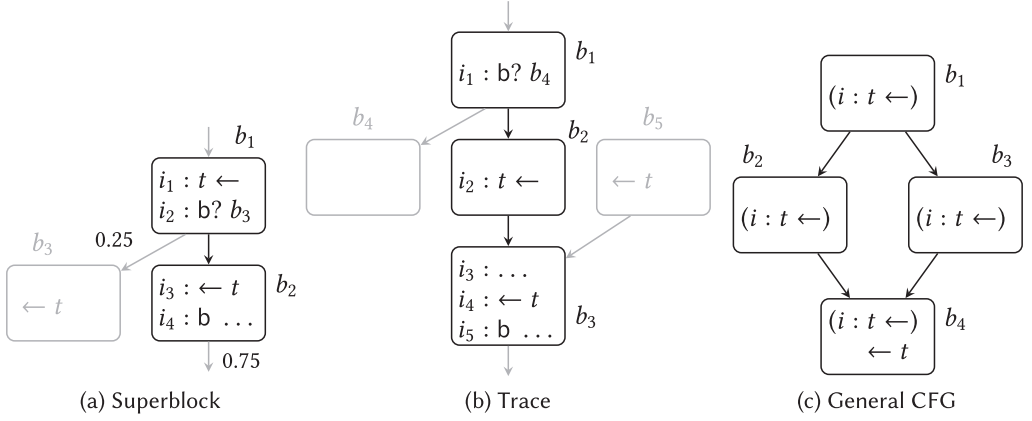 b₁
i₁ : t ←
i₂ : b? b₃
0.25
b₃
← t
i₃ : ← t
i₄ : b ...
b₂
0.75
(a) Superblock
b₁
i₁ : b? b₄
b₄
b₂
i₂ : t ←
b₅
← t
i₃ : ...
i₄ : ← t
i₅ : b ...
b₃
(b) Trace
b₁
(i : t ←)
b₂
(i : t ←)
b₃
(i : t ←)
(i : t ←)
← t
b₄
(c) General CFG